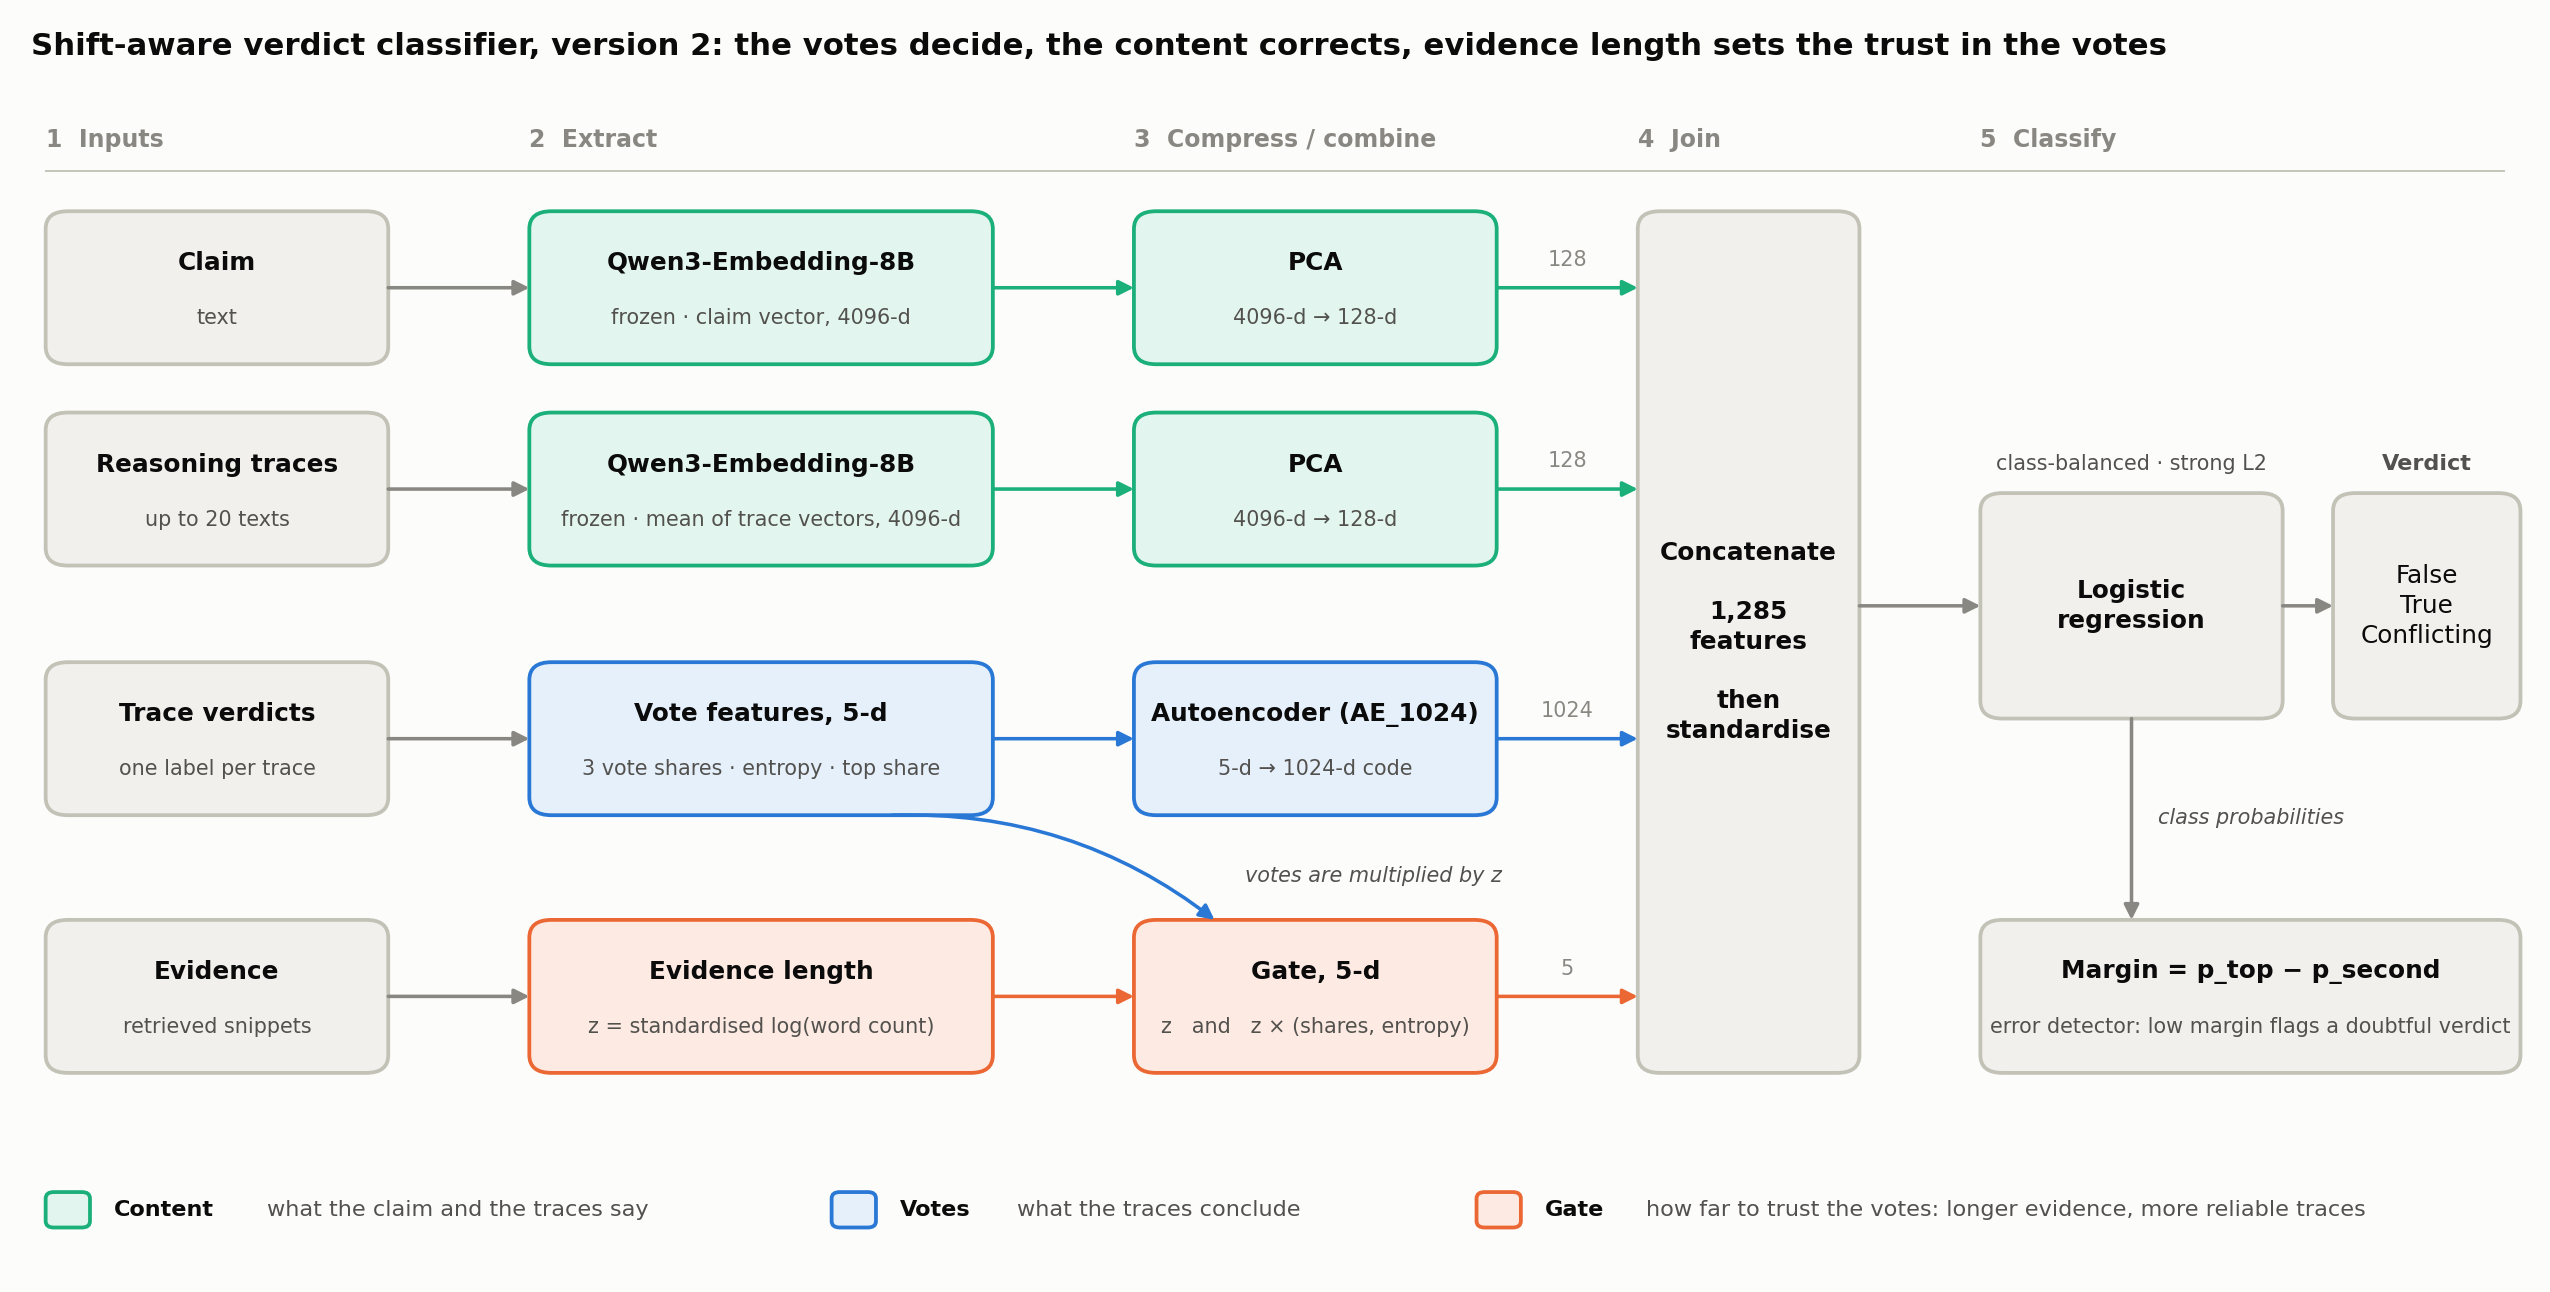 Shift-aware verdict classifier, version 2: the votes decide, the content corrects, evidence length sets the trust in the votes
1 Inputs
2 Extract
3 Compress / combine
4 Join
5 Classify
Claim
text
Qwen3-Embedding-8B
frozen · claim vector, 4096-d
PCA
4096-d → 128-d
128
Reasoning traces
up to 20 texts
Qwen3-Embedding-8B
frozen · mean of trace vectors, 4096-d
PCA
4096-d → 128-d
128
Trace verdicts
one label per trace
Vote features, 5-d
3 vote shares · entropy · top share
Autoencoder (AE_1024)
5-d → 1024-d code
1024
votes are multiplied by z
Evidence
retrieved snippets
Evidence length
z = standardised log(word count)
Gate, 5-d
z and z × (shares, entropy)
5
Concatenate
1,285
features
then
standardise
class-balanced · strong L2
Logistic
regression
Verdict
False
True
Conflicting
class probabilities
Margin = p_top − p_second
error detector: low margin flags a doubtful verdict
Content what the claim and the traces say
Votes what the traces conclude
Gate how far to trust the votes: longer evidence, more reliable traces